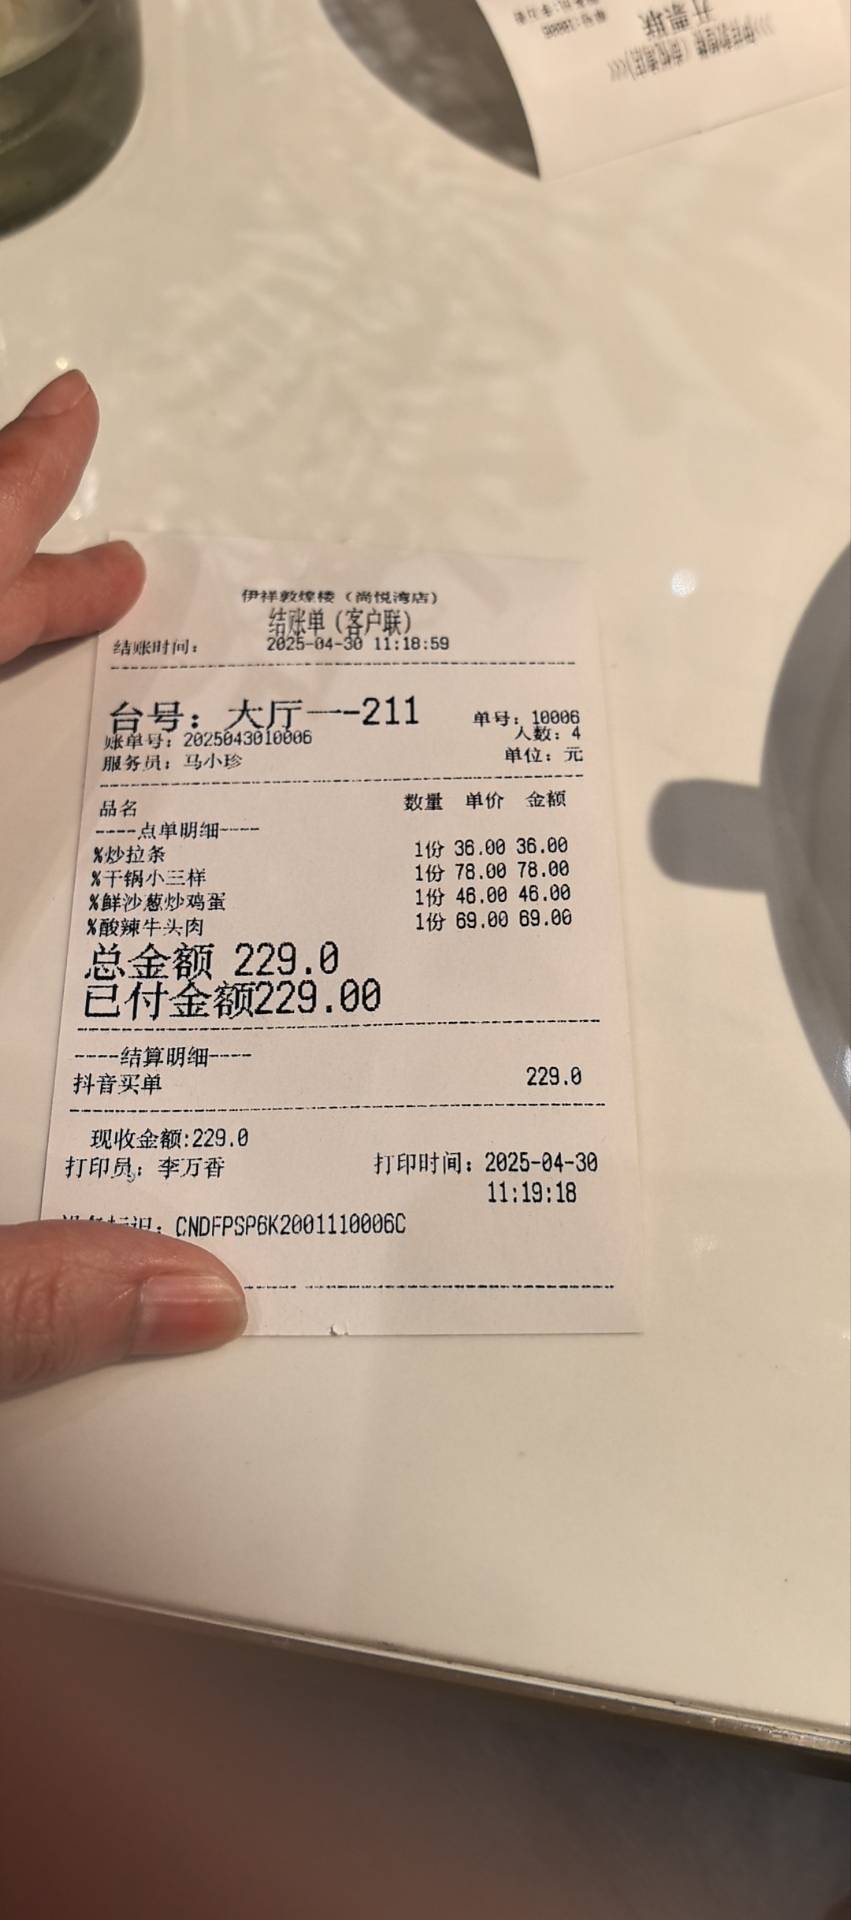 开票联
单号:10006
伊祥敦煌楼（尚悦湾店）
结账单（客户联）
结账时间: 2025-04-30 11:18:59
台号: 大厅一-211 单号: 10006
账单号: 2025043010006 人数: 4
服务员: 马小珍 单位: 元
品名 数量 单价 金额
----点单明细----
%炒拉条 1份 36.00 36.00
%干锅小三样 1份 78.00 78.00
%鲜沙葱炒鸡蛋 1份 46.00 46.00
%酸辣牛头肉 1份 69.00 69.00
总金额 229.0
已付金额229.00
----结算明细----
抖音买单 229.0
现收金额:229.0
打印员: 李万香 打印时间: 2025-04-30
11:19:18
CNDFPSP6K2001110006C